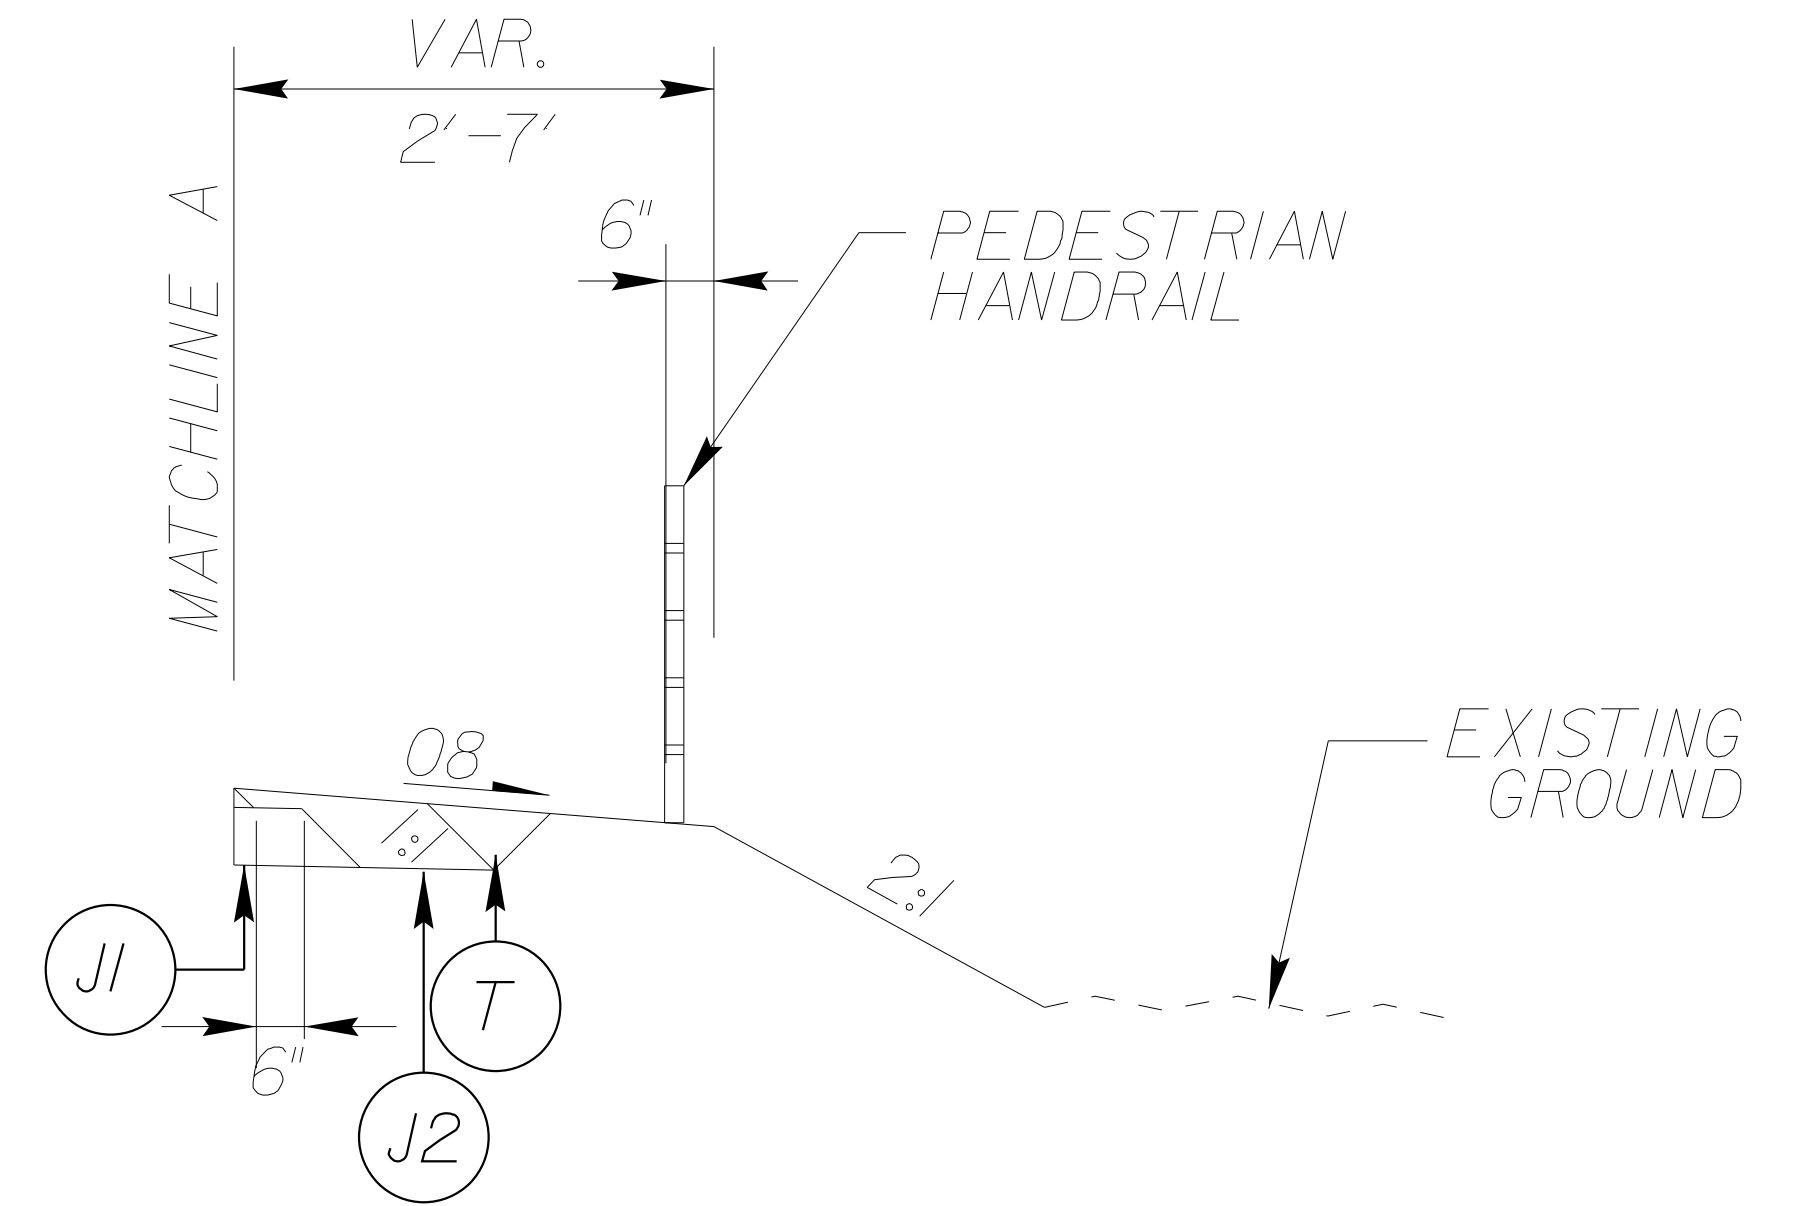 VAR.
2'-7'
MATCHLINE A
6"
PEDESTRIAN
HANDRAIL
08
1:1
2:1
EXISTING
GROUND
J1
T
6"
J2